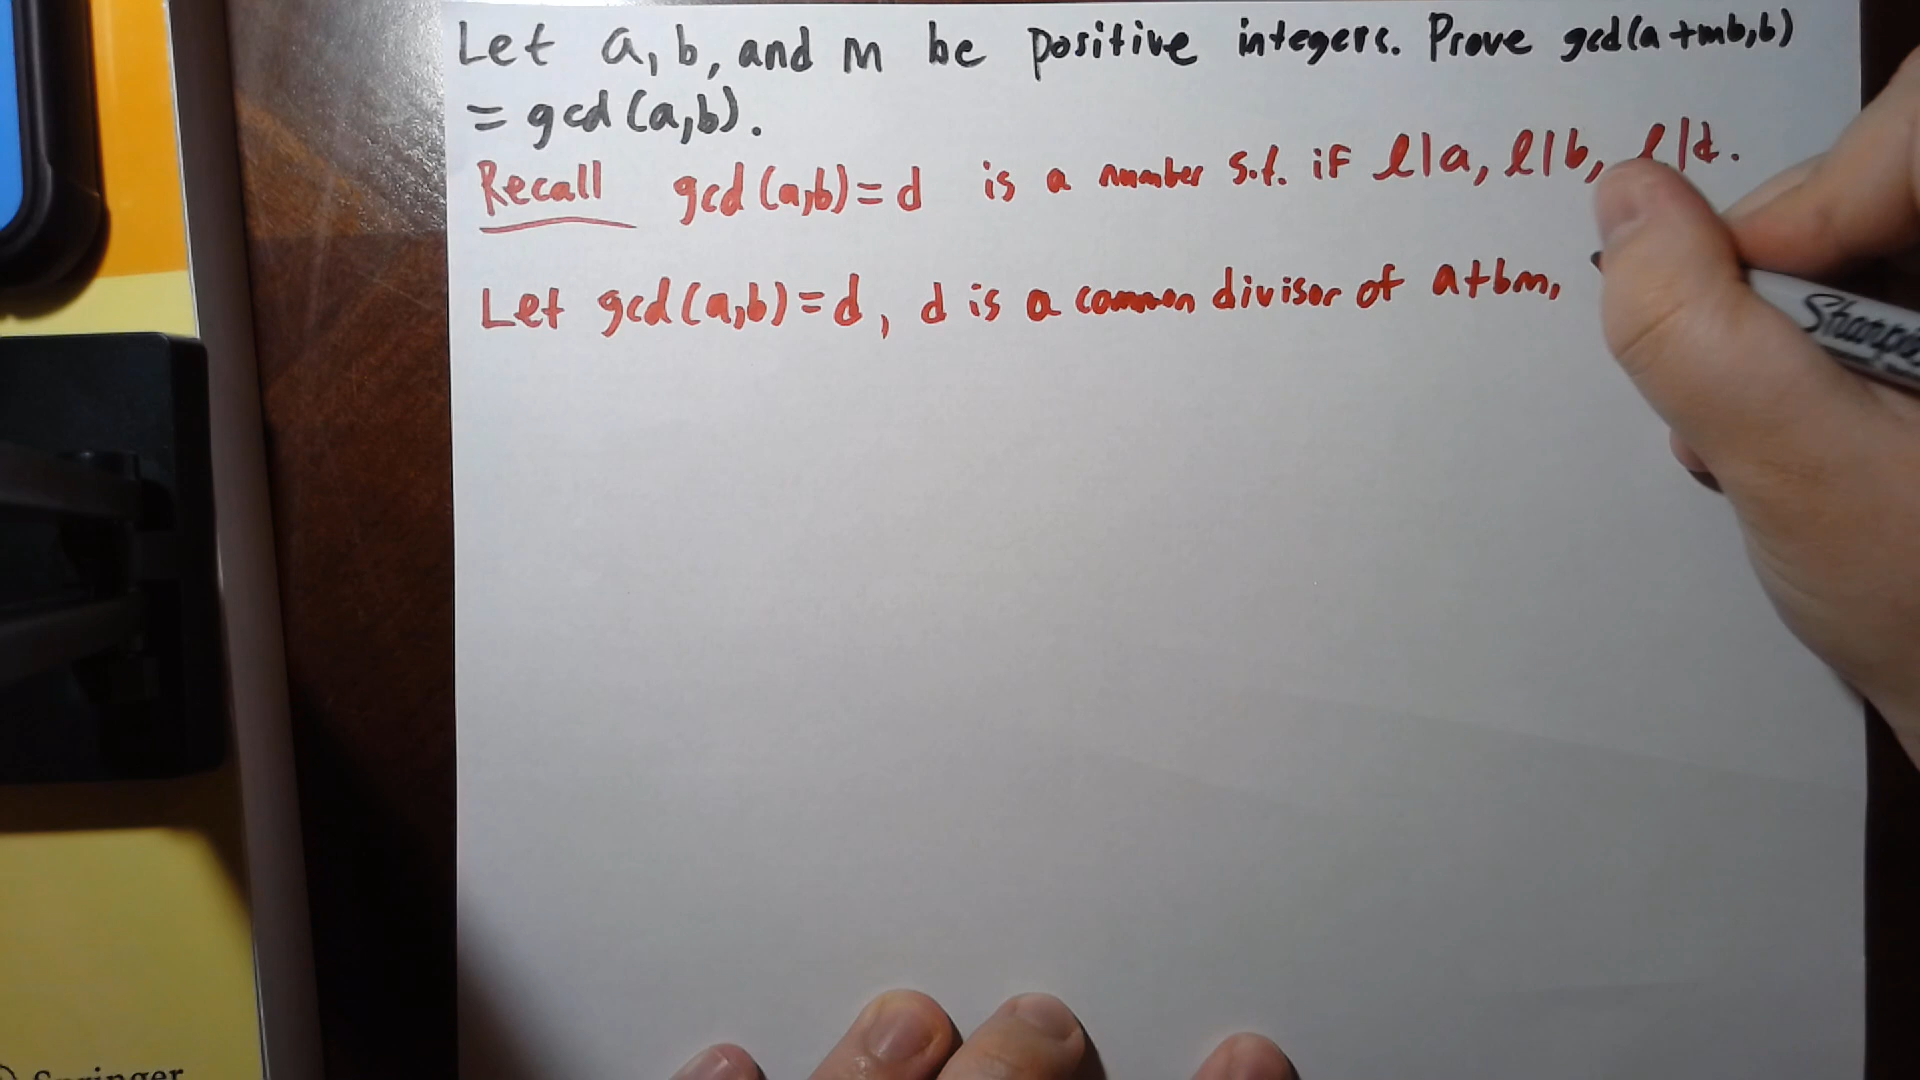 Let a, b, and m be positive integers. Prove gcd(a+mb,b)
= gcd(a,b).
Recall gcd(a,b)=d is a number s.t. if l|a, l|b, l|d.
Let gcd(a,b)=d, d is a common divisor of a+bm,
Sharpie
Springer